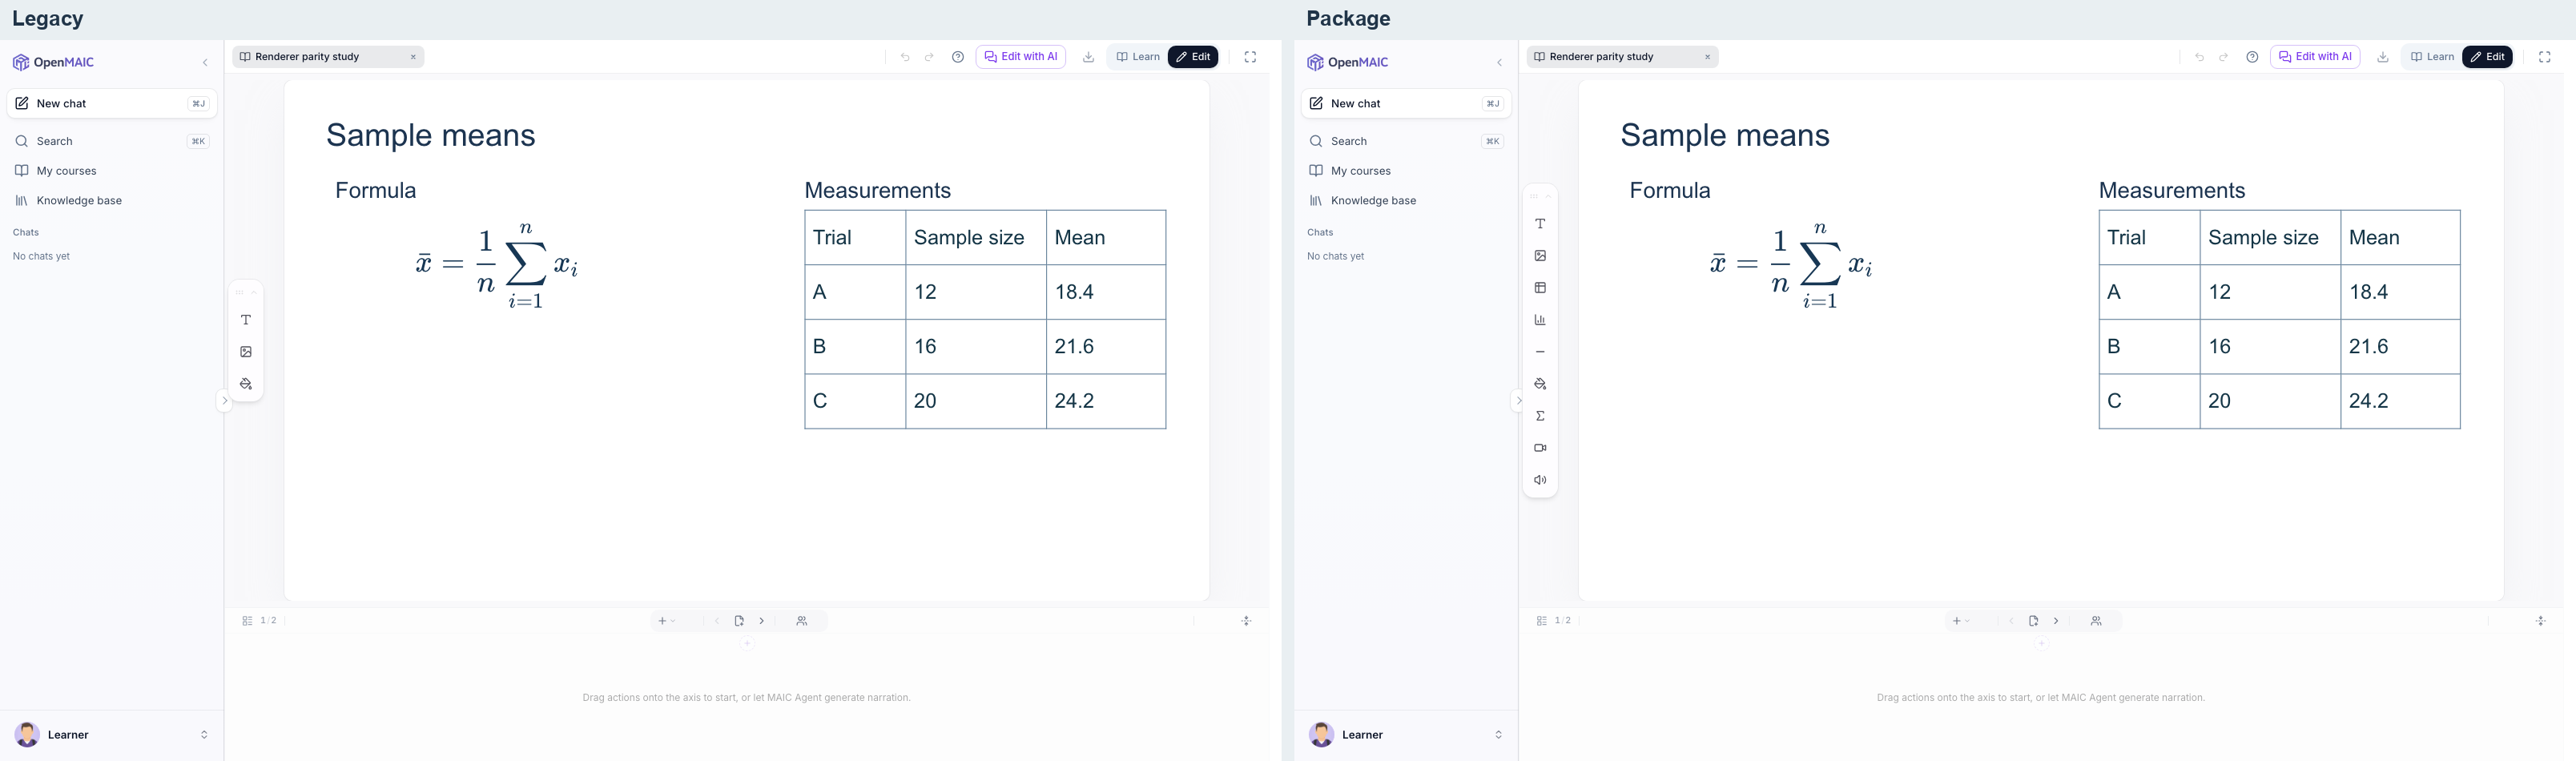 Legacy
OpenMAIC
Renderer parity study ×
Edit with AI
Learn
Edit
New chat ⌘J
Search ⌘K
My courses
Knowledge base
Chats
No chats yet
Sample means
Formula
x̄ = 1/n ∑ i=1 n x_i
Measurements
Trial Sample size Mean
A 12 18.4
B 16 21.6
C 20 24.2
T
1/2
Drag actions onto the axis to start, or let MAIC Agent generate narration.
Learner
Package
OpenMAIC
Renderer parity study ×
Edit with AI
Learn
Edit
New chat ⌘J
Search ⌘K
My courses
Knowledge base
Chats
No chats yet
Sample means
Formula
x̄ = 1/n ∑ i=1 n x_i
Measurements
Trial Sample size Mean
A 12 18.4
B 16 21.6
C 20 24.2
T
Σ
1/2
Drag actions onto the axis to start, or let MAIC Agent generate narration.
Learner